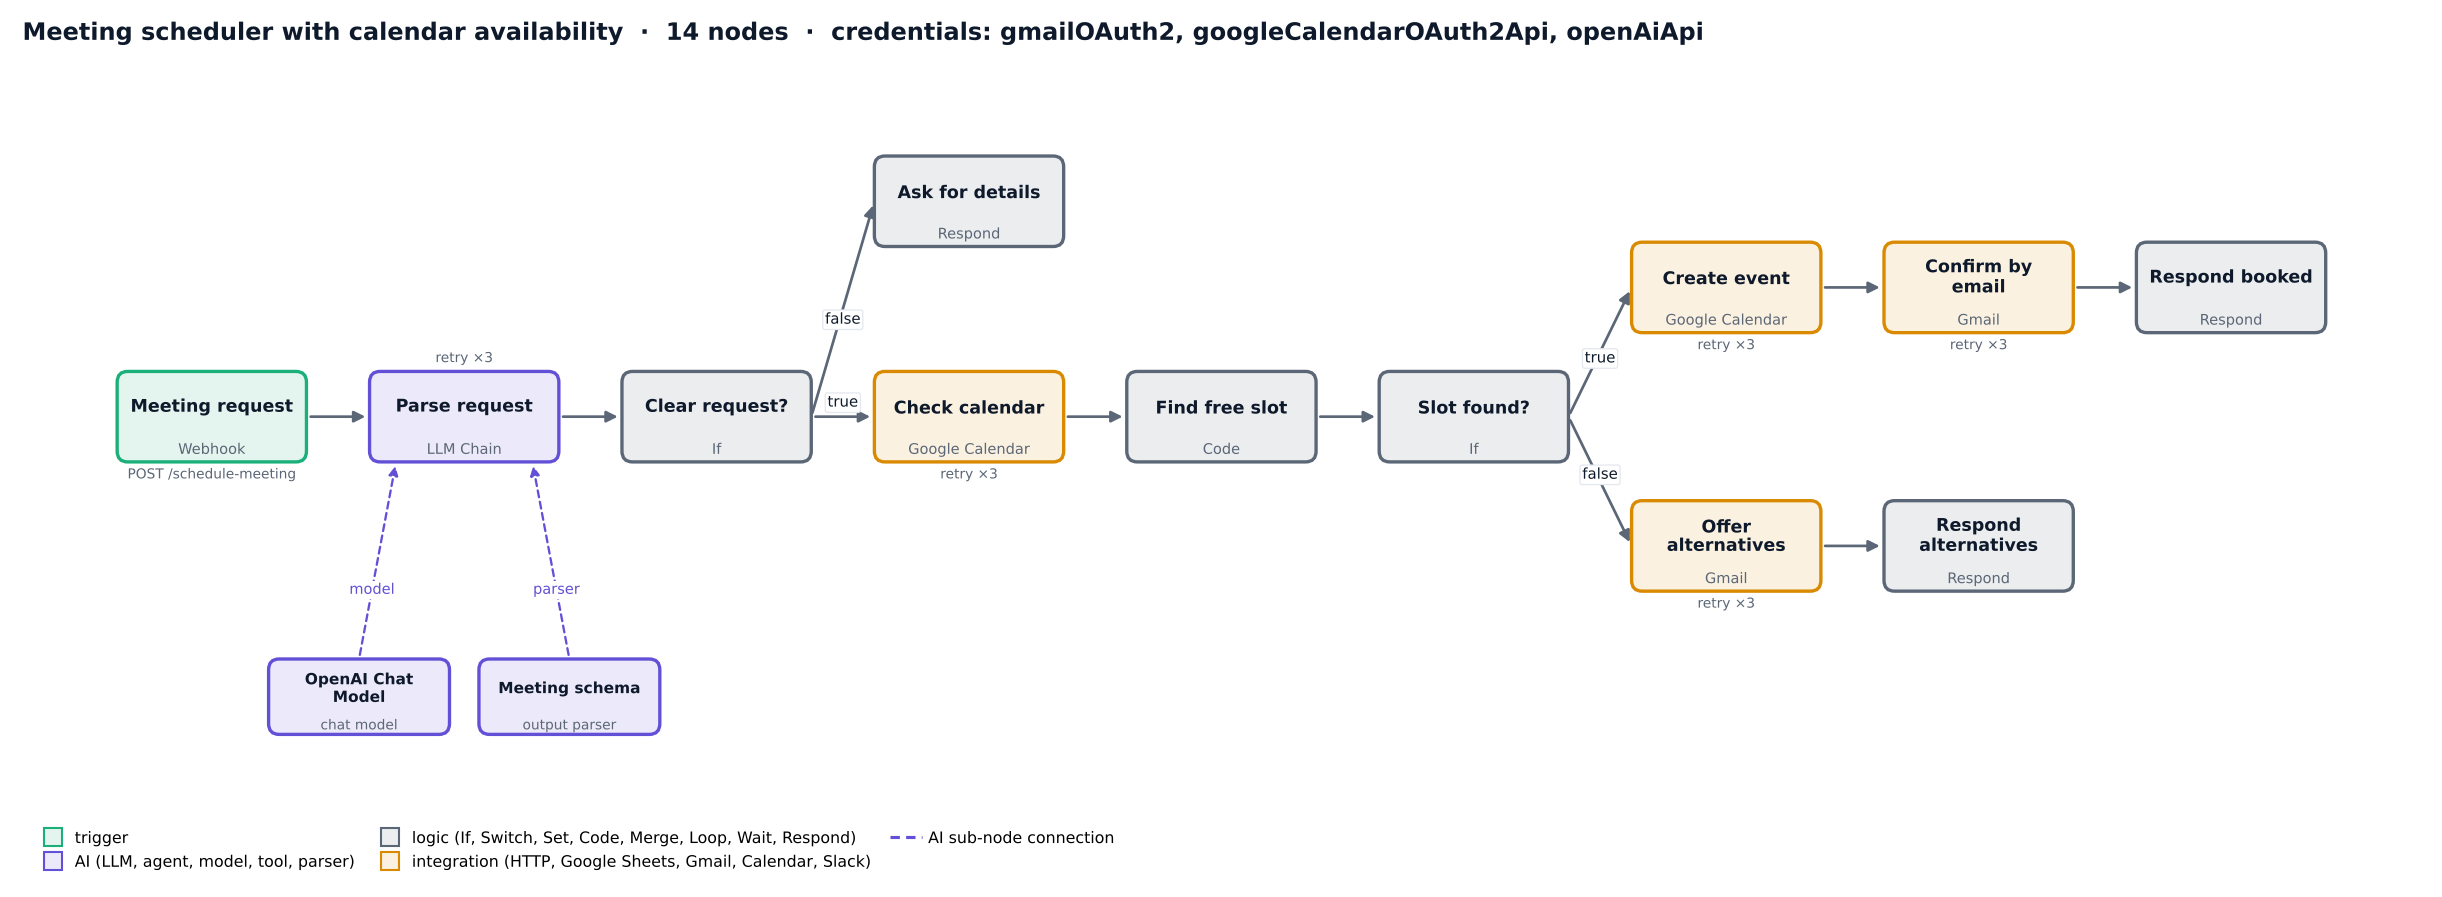 Meeting scheduler with calendar availability · 14 nodes · credentials: gmailOAuth2, googleCalendarOAuth2Api, openAiApi
Ask for details
Respond
false
true
retry ×3
Meeting request
Webhook
POST /schedule-meeting
Parse request
LLM Chain
Clear request?
If
Check calendar
Google Calendar
retry ×3
Find free slot
Code
Slot found?
If
true
false
Create event
Google Calendar
retry ×3
Confirm by
email
Gmail
retry ×3
Respond booked
Respond
Offer
alternatives
Gmail
retry ×3
Respond
alternatives
Respond
model
parser
OpenAI Chat
Model
chat model
Meeting schema
output parser
trigger
AI (LLM, agent, model, tool, parser)
logic (If, Switch, Set, Code, Merge, Loop, Wait, Respond)
integration (HTTP, Google Sheets, Gmail, Calendar, Slack)
AI sub-node connection